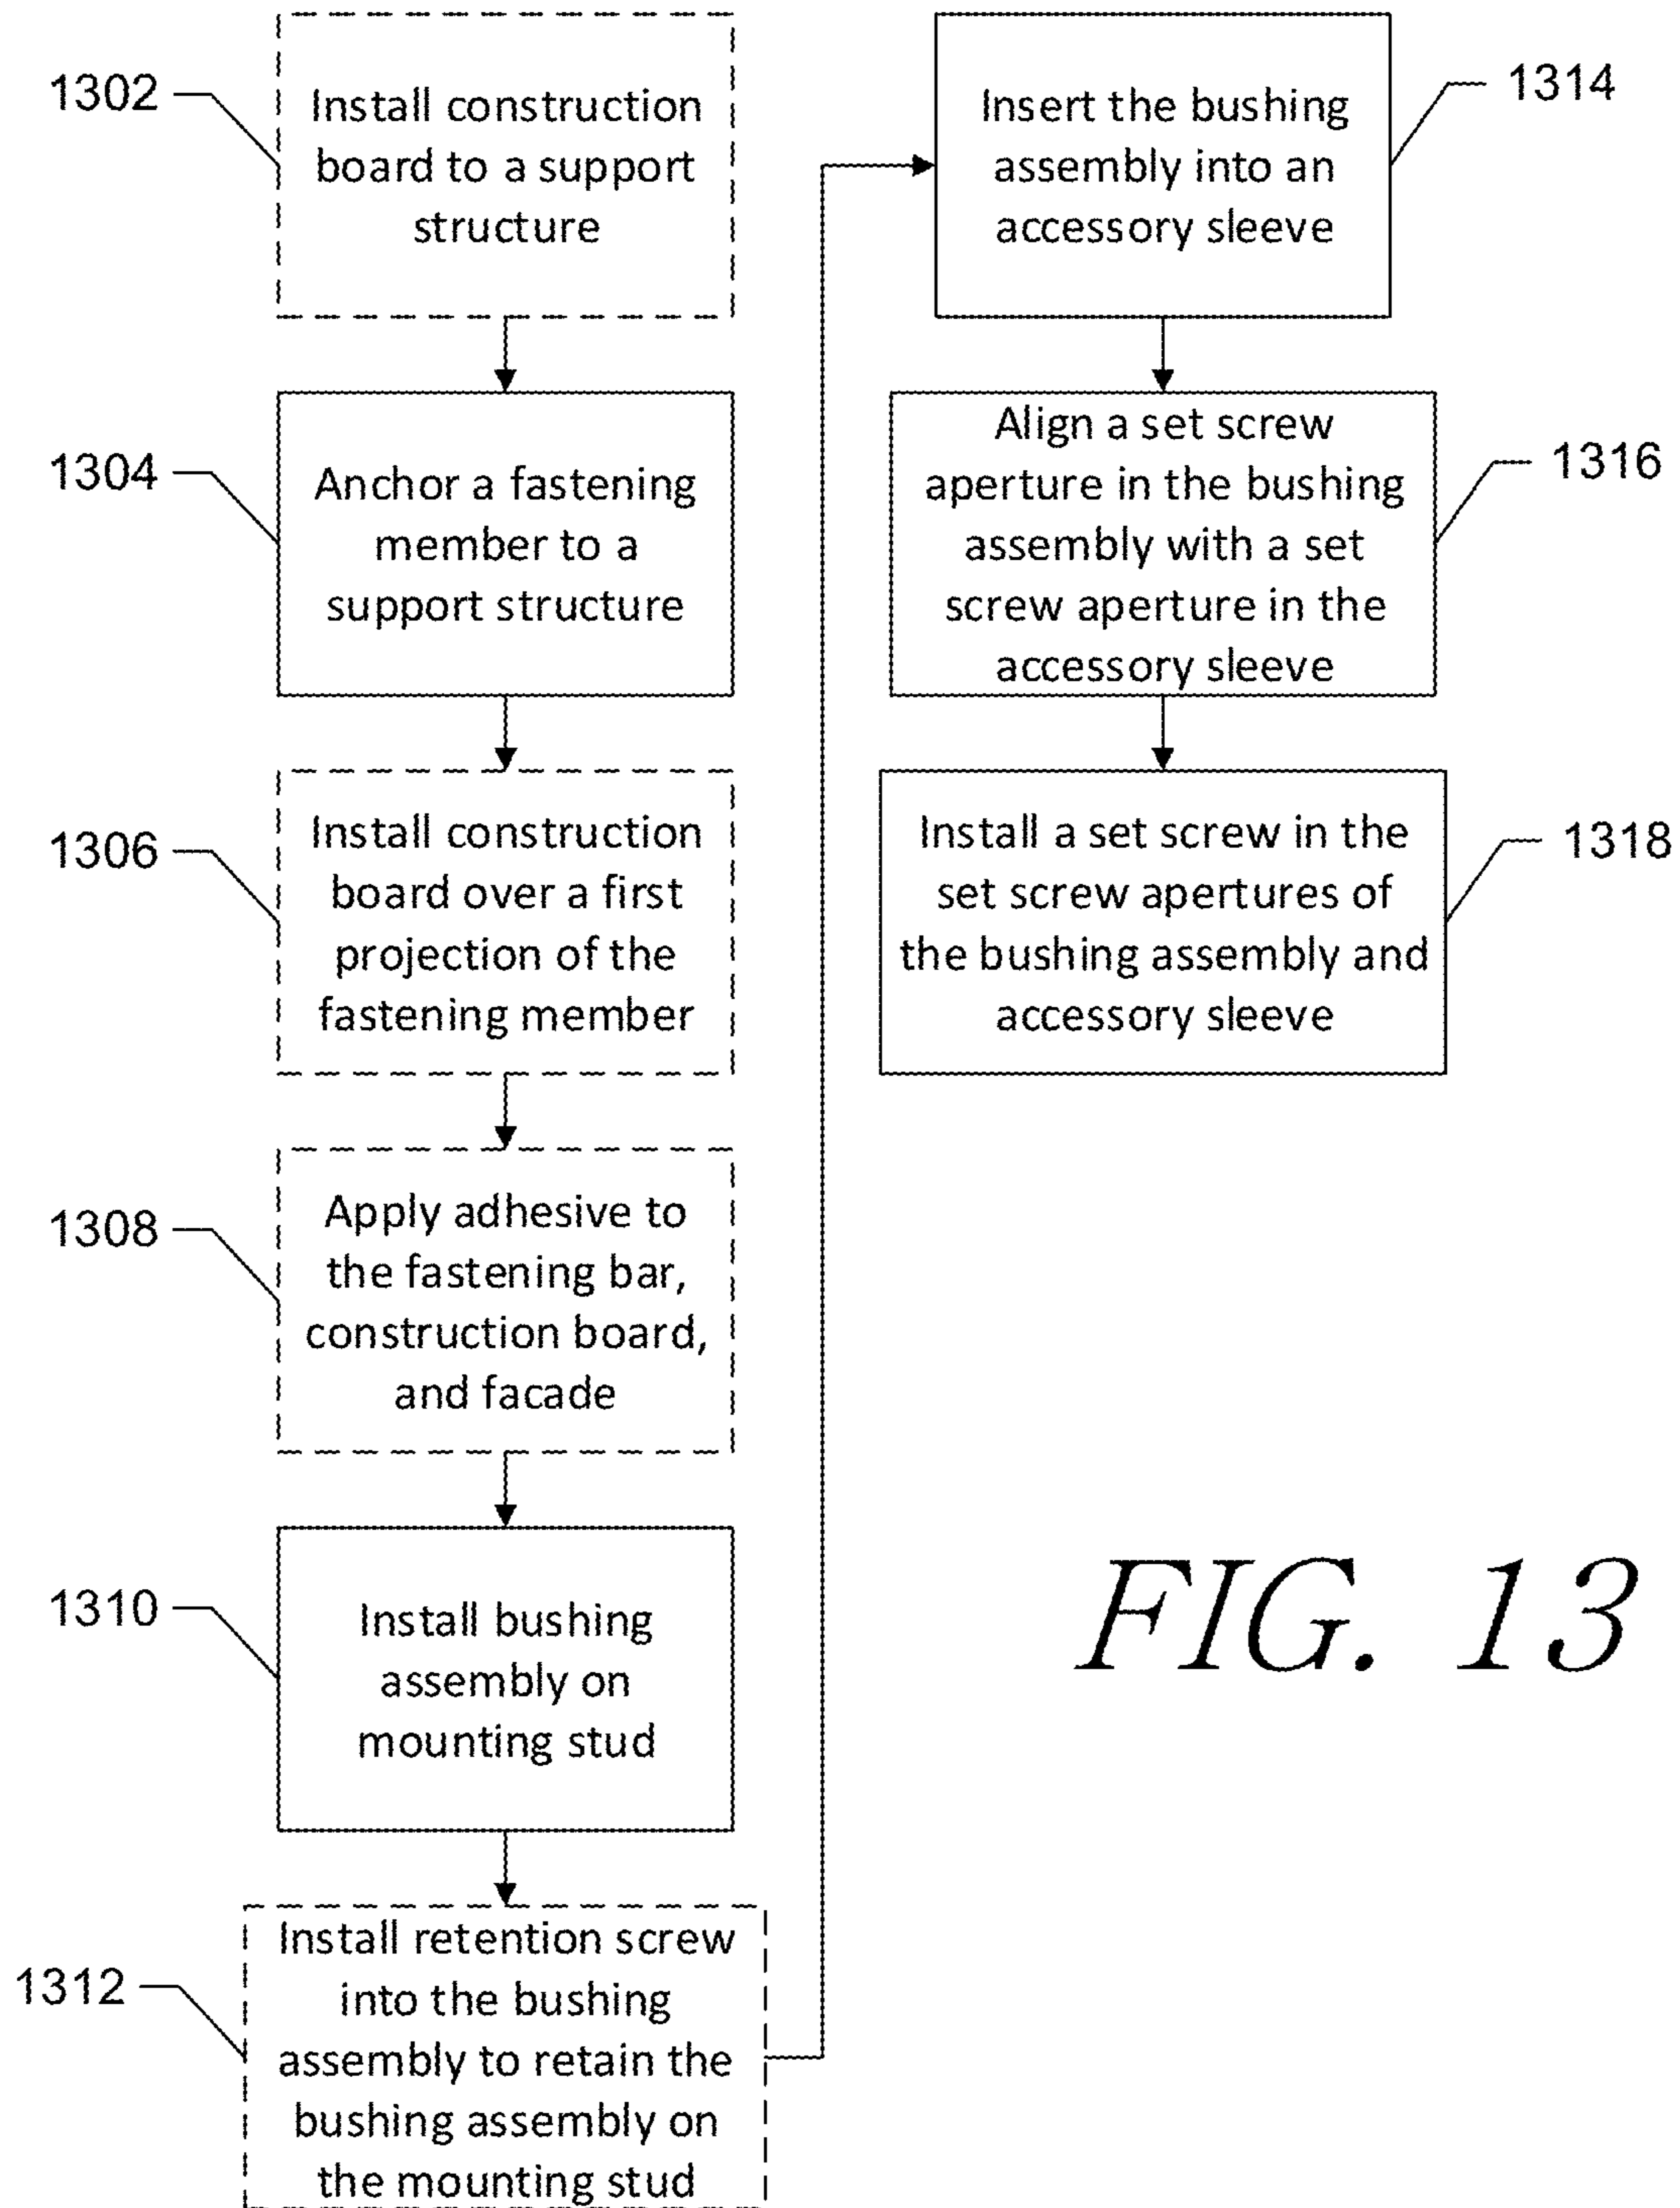 1302
Install construction
board to a support
structure
1304
Anchor a fastening
member to a
support structure
1306
Install construction
board over a first
projection of the
fastening member
1308
Apply adhesive to
the fastening bar,
construction board,
and facade
1310
Install bushing
assembly on
mounting stud
1312
Install retention screw
into the bushing
assembly to retain the
bushing assembly on
the mounting stud
1314
Insert the bushing
assembly into an
accessory sleeve
1316
Align a set screw
aperture in the bushing
assembly with a set
screw aperture in the
accessory sleeve
1318
Install a set screw in the
set screw apertures of
the bushing assembly and
accessory sleeve
FIG. 13